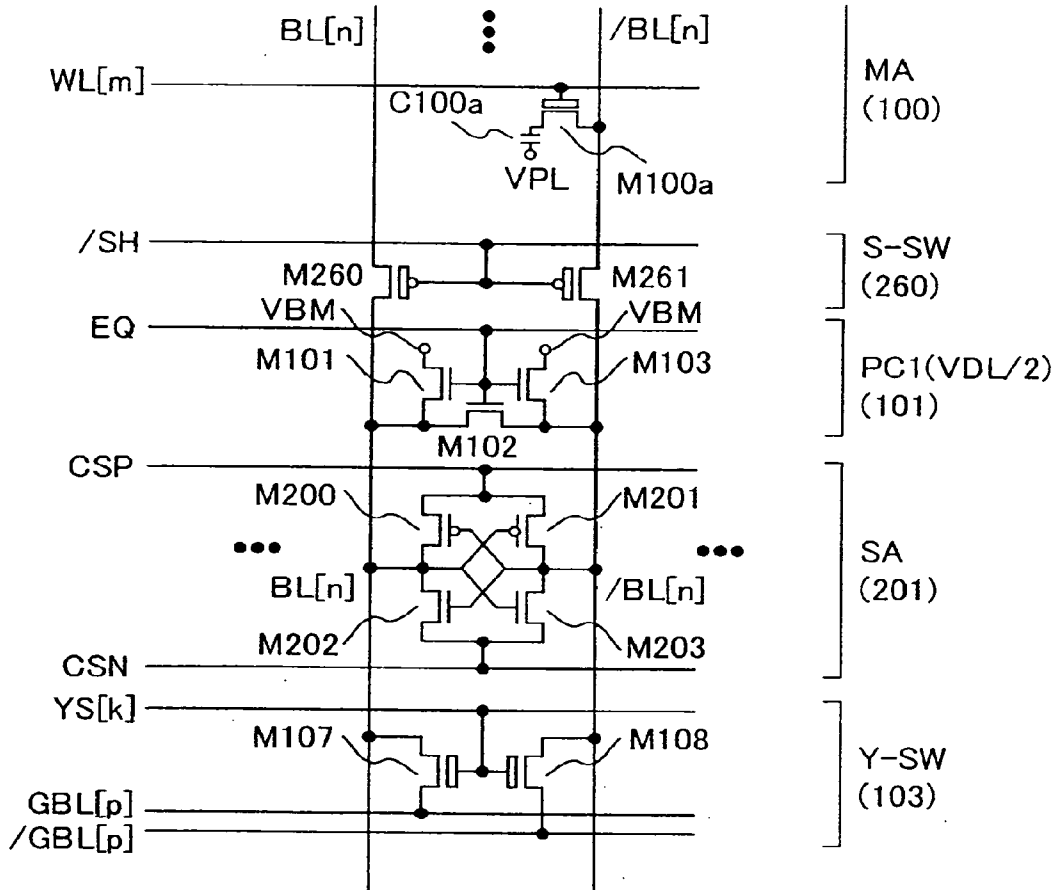 BL[n]
/BL[n]
WL[m]
C100a
VPL
M100a
MA
(100)
/SH
M260
M261
S-SW
(260)
VBM
VBM
EQ
M101
M103
M102
PC1(VDL/2)
(101)
CSP
M200
M201
BL[n]
/BL[n]
SA
(201)
M202
M203
CSN
YS[k]
M107
M108
Y-SW
(103)
GBL[p]
/GBL[p]